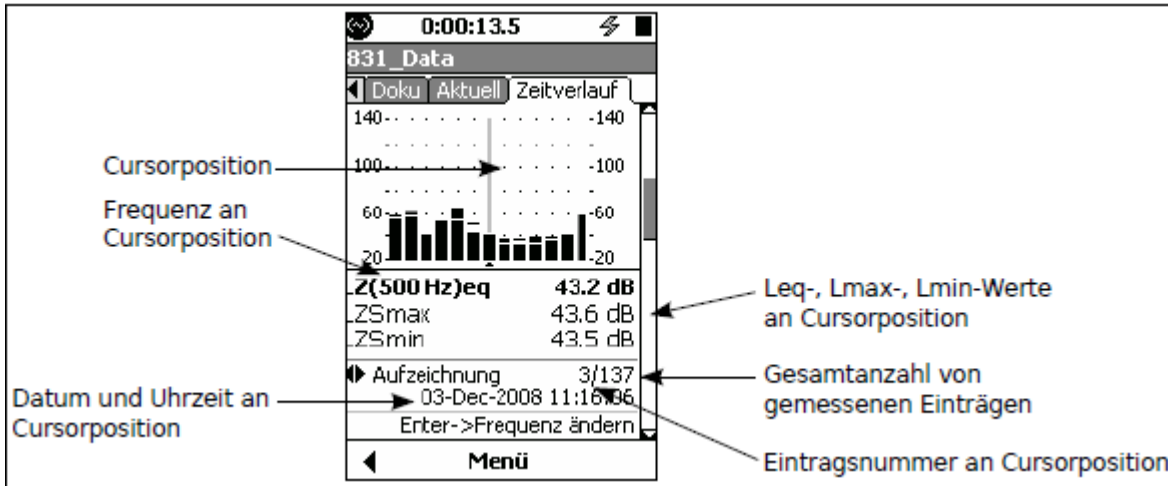 0:00:13.5
831_Data
Doku Aktuell Zeitverlauf
140 -140
100 -100
60 -60
20 -20
Z(500 Hz)eq 43.2 dB
ZSmax 43.6 dB
ZSmin 43.5 dB
Aufzeichnung 3/137
03-Dec-2008 11:16:06
Enter->Frequenz ändern
Menü
Cursorposition
Frequenz an
Cursorposition
Datum und Uhrzeit an
Cursorposition
Leq-, Lmax-, Lmin-Werte
an Cursorposition
Gesamtanzahl von
gemessenen Einträgen
Eintragsnummer an Cursorposition